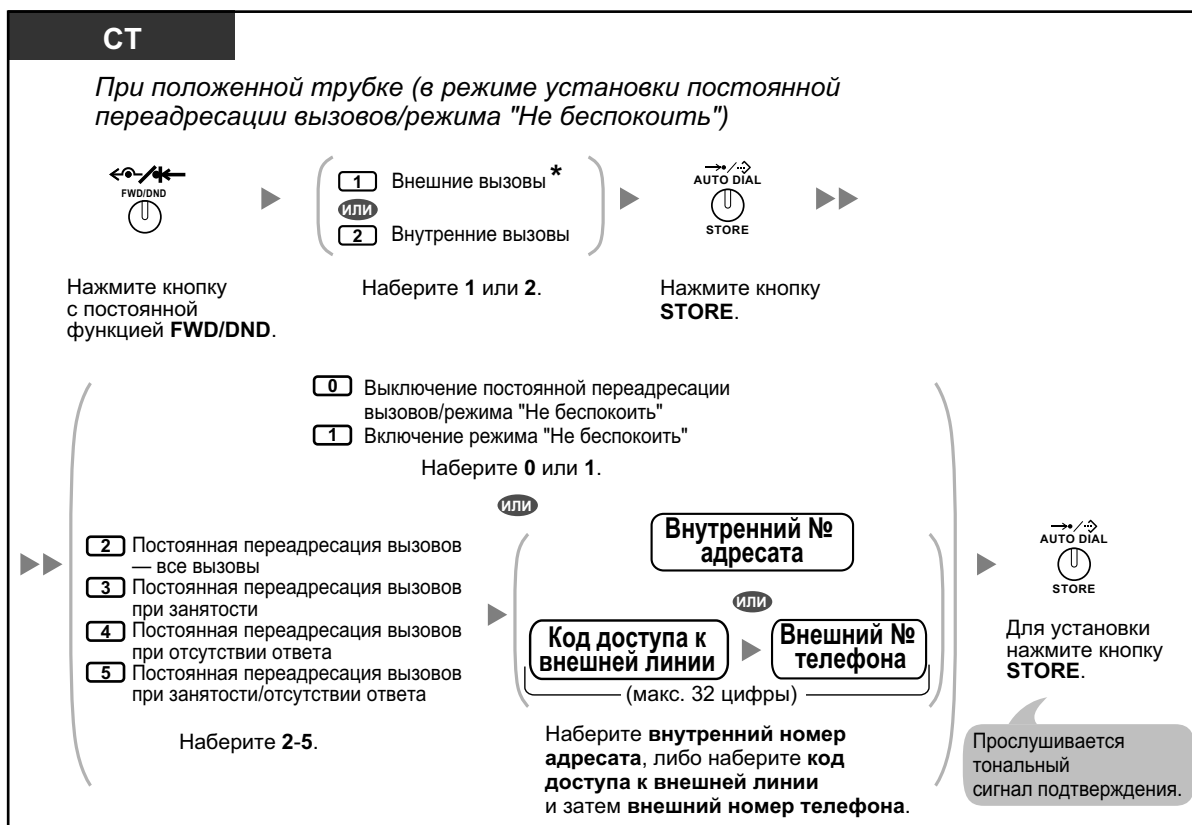 СТ
При положенной трубке (в режиме установки постоянной
переадресации вызовов/режима "Не беспокоить")
FWD/DND
1 Внешние вызовы *
или
2 Внутренние вызовы
AUTO DIAL
STORE
Нажмите кнопку
с постоянной
функцией FWD/DND.
Наберите 1 или 2.
Нажмите кнопку
STORE.
0 Выключение постоянной переадресации
вызовов/режима "Не беспокоить"
1 Включение режима "Не беспокоить"
Наберите 0 или 1.
или
2 Постоянная переадресация вызовов
— все вызовы
3 Постоянная переадресация вызовов
при занятости
4 Постоянная переадресация вызовов
при отсутствии ответа
5 Постоянная переадресация вызовов
при занятости/отсутствии ответа
Наберите 2-5.
Внутренний №
адресата
или
Код доступа к
внешней линии
Внешний №
телефона
(макс. 32 цифры)
Наберите внутренний номер
адресата, либо наберите код
доступа к внешней линии
и затем внешний номер телефона.
AUTO DIAL
STORE
Для установки
нажмите кнопку
STORE.
Прослушивается
тональный
сигнал подтверждения.